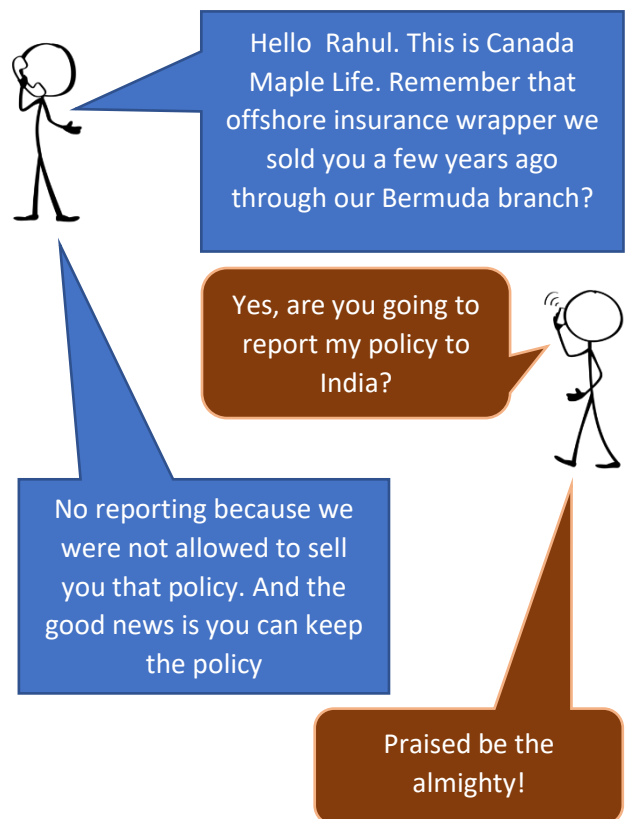 Hello  Rahul. This is Canada
Maple Life. Remember that
offshore insurance wrapper we
sold you a few years ago
through our Bermuda branch?
Yes, are you going to
report my policy to
India?
No reporting because we
were not allowed to sell
you that policy. And the
good news is you can keep
the policy
Praised be the
almighty!